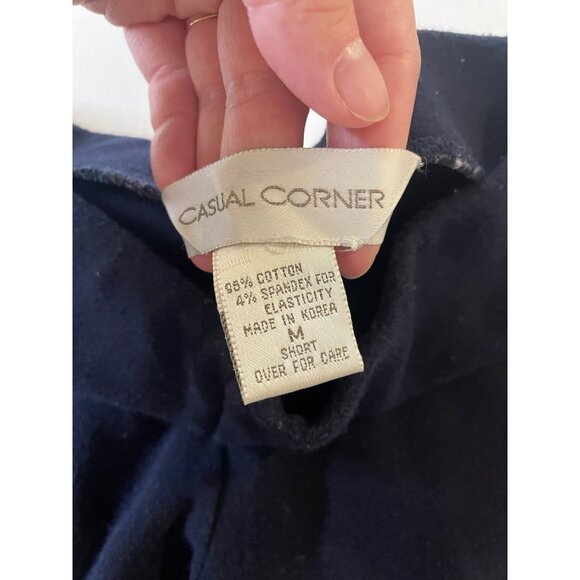 CASUAL CORNER
96% COTTON
4% SPANDEX FOR
ELASTICITY
MADE IN KOREA
M
SHORT
OVER FOR CARE